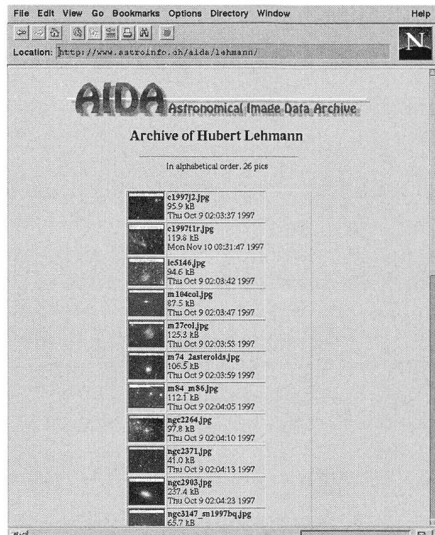 File Edit View Go Bookmarks Options Directory Window Help
Location: http://www.astroinfo.ch/aida/lehmann/
N
AIDA Astronomical Image Data Archive
Archive of Hubert Lehmann
In alphabetical order, 26 pics
c1997j2.jpg
95.9 kB
Thu Oct 9 02:03:37 1997
c1997t1r.jpg
119.8 kB
Mon Nov 10 08:31:47 1997
ic5146.jpg
94.6 kB
Thu Oct 9 02:03:42 1997
m104col.jpg
87.5 kB
Thu Oct 9 02:03:47 1997
m27col.jpg
125.3 kB
Thu Oct 9 02:03:53 1997
m74_2asteroids.jpg
106.5 kB
Thu Oct 9 02:03:59 1997
m84_m86.jpg
112.1 kB
Thu Oct 9 02:04:05 1997
ngc2264.jpg
97.8 kB
Thu Oct 9 02:04:10 1997
ngc2371.jpg
41.0 kB
Thu Oct 9 02:04:13 1997
ngc2903.jpg
237.4 kB
Thu Oct 9 02:04:23 1997
ngc3147_sn1997bq.jpg
65.7 kB